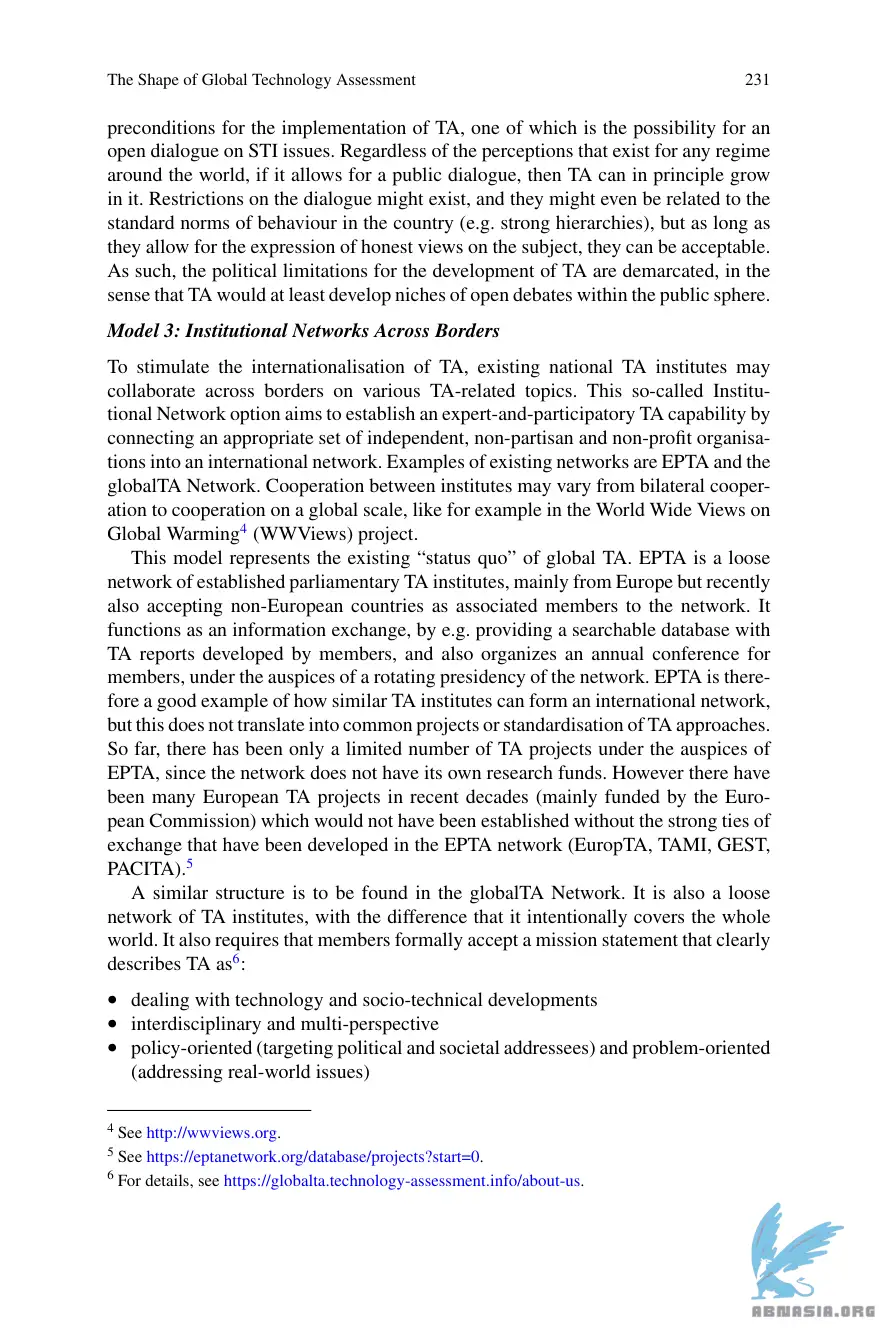 The Shape of Global Technology Assessment 231
preconditions for the implementation of TA, one of which is the possibility for an
open dialogue on STI issues. Regardless of the perceptions that exist for any regime
around the world, if it allows for a public dialogue, then TA can in principle grow
in it. Restrictions on the dialogue might exist, and they might even be related to the
standard norms of behaviour in the country (e.g. strong hierarchies), but as long as
they allow for the expression of honest views on the subject, they can be acceptable.
As such, the political limitations for the development of TA are demarcated, in the
sense that TA would at least develop niches of open debates within the public sphere.
Model 3: Institutional Networks Across Borders
To stimulate the internationalisation of TA, existing national TA institutes may
collaborate across borders on various TA-related topics. This so-called Institu-
tional Network option aims to establish an expert-and-participatory TA capability by
connecting an appropriate set of independent, non-partisan and non-profit organisa-
tions into an international network. Examples of existing networks are EPTA and the
globalTA Network. Cooperation between institutes may vary from bilateral cooper-
ation to cooperation on a global scale, like for example in the World Wide Views on
Global Warming4 (WWViews) project.
This model represents the existing “status quo” of global TA. EPTA is a loose
network of established parliamentary TA institutes, mainly from Europe but recently
also accepting non-European countries as associated members to the network. It
functions as an information exchange, by e.g. providing a searchable database with
TA reports developed by members, and also organizes an annual conference for
members, under the auspices of a rotating presidency of the network. EPTA is there-
fore a good example of how similar TA institutes can form an international network,
but this does not translate into common projects or standardisation of TA approaches.
So far, there has been only a limited number of TA projects under the auspices of
EPTA, since the network does not have its own research funds. However there have
been many European TA projects in recent decades (mainly funded by the Euro-
pean Commission) which would not have been established without the strong ties of
exchange that have been developed in the EPTA network (EuropTA, TAMI, GEST,
PACITA).5
A similar structure is to be found in the globalTA Network. It is also a loose
network of TA institutes, with the difference that it intentionally covers the whole
world. It also requires that members formally accept a mission statement that clearly
describes TA as6:
• dealing with technology and socio-technical developments
• interdisciplinary and multi-perspective
• policy-oriented (targeting political and societal addressees) and problem-oriented
(addressing real-world issues)
4 See http://wwviews.org.
5 See https://eptanetwork.org/database/projects?start=0.
6 For details, see https://globalta.technology-assessment.info/about-us.
ABNASIA.ORG